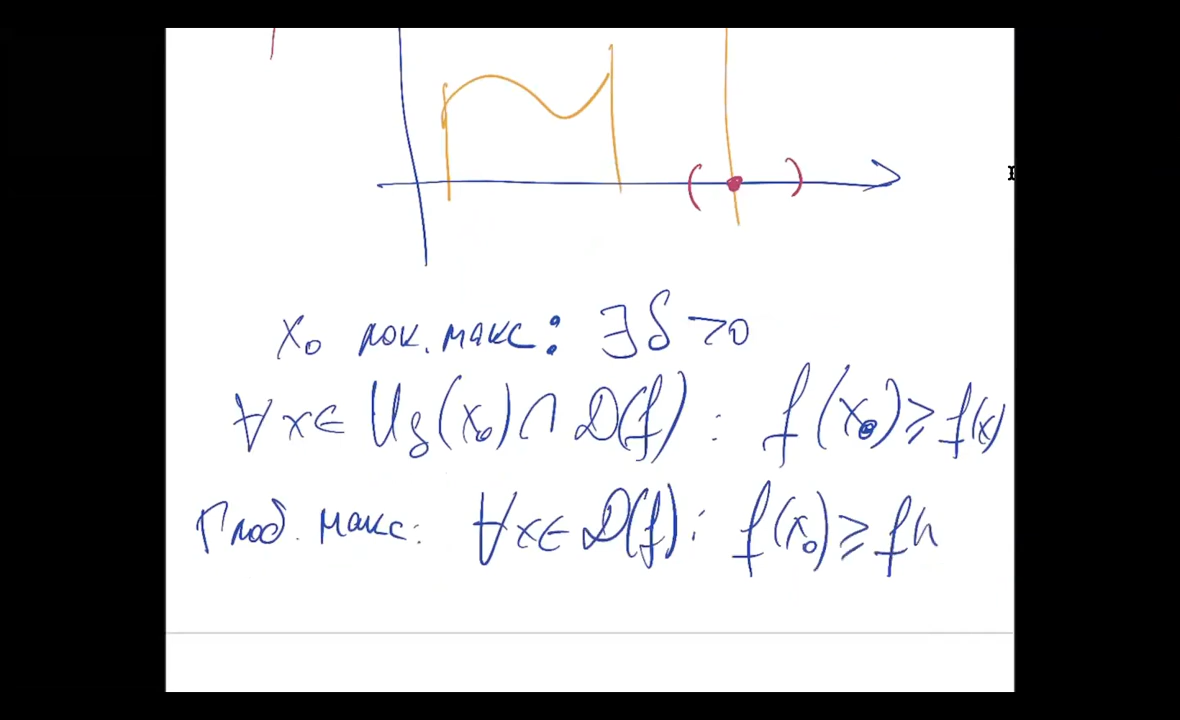 x₀ лок. макс: ∃ δ > 0
∀ x ∈ U_δ(x₀) ∩ D(f) : f(x₀) ≥ f(x)
Глоб. макс: ∀ x ∈ D(f) : f(x₀) ≥ f(